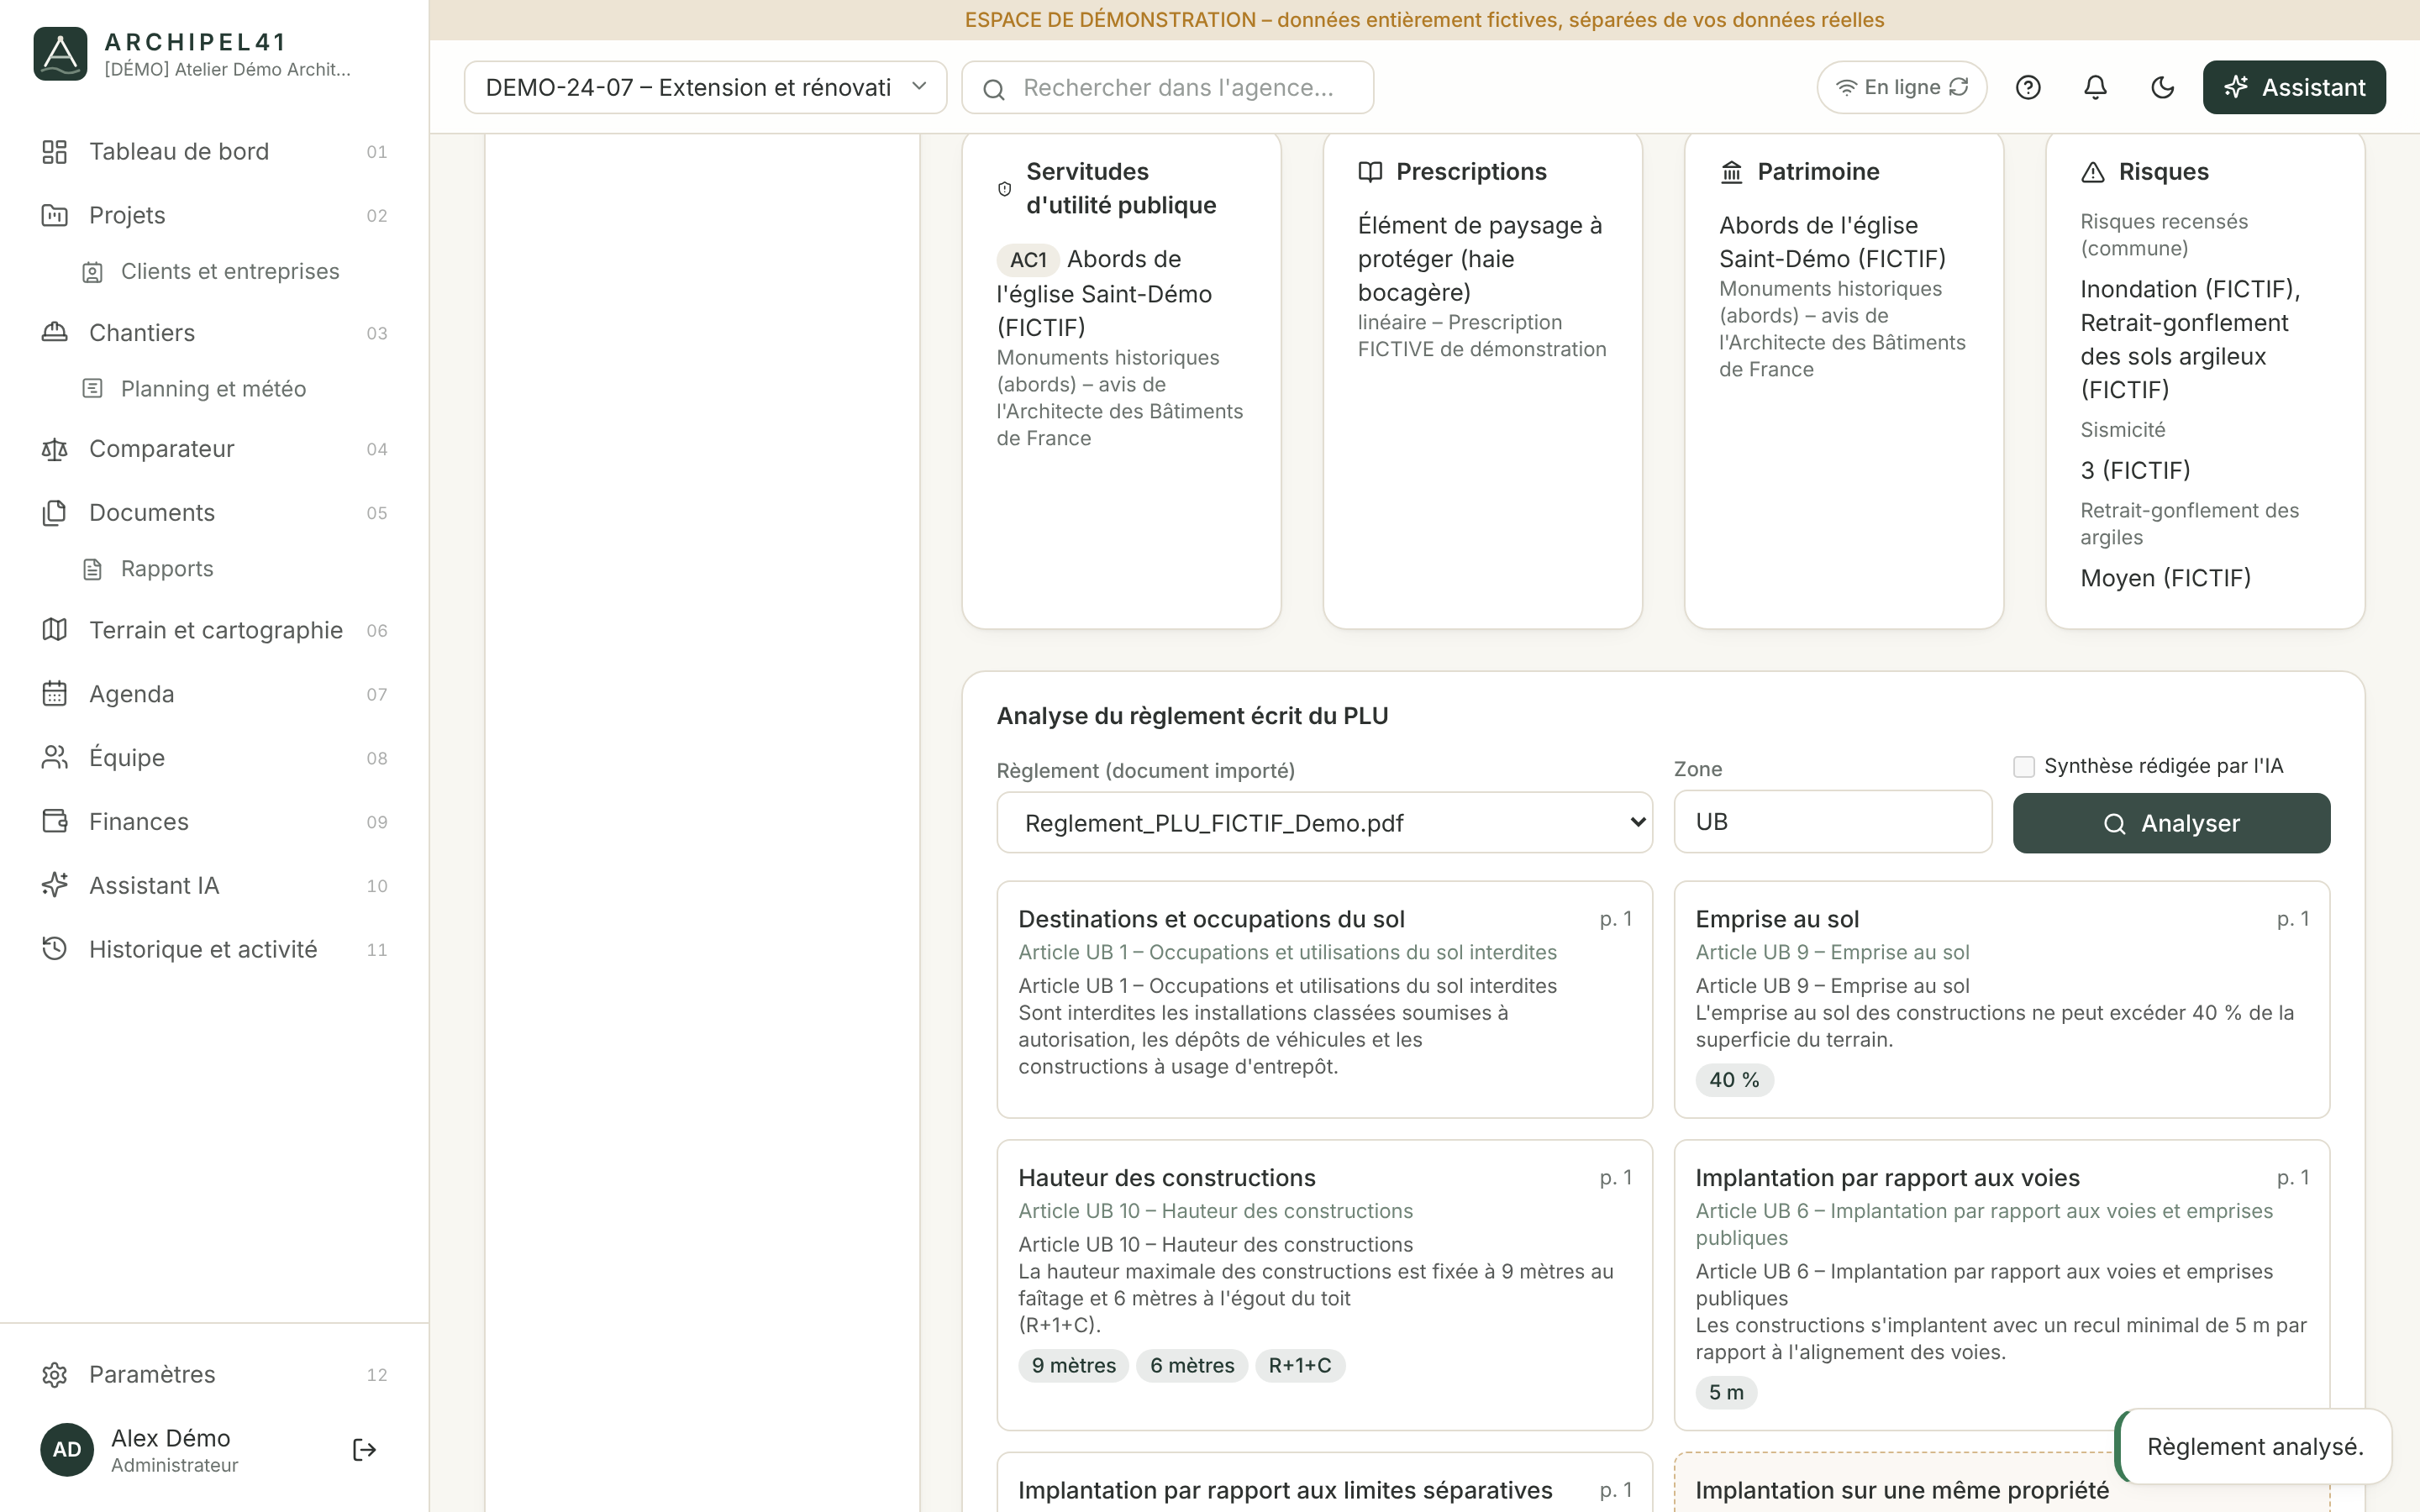 ESPACE DE DÉMONSTRATION – données entièrement fictives, séparées de vos données réelles
ARCHIPEL41
[DÉMO] Atelier Démo Archit...
Tableau de bord 01
Projets 02
Clients et entreprises
Chantiers 03
Planning et météo
Comparateur 04
Documents 05
Rapports
Terrain et cartographie 06
Agenda 07
Équipe 08
Finances 09
Assistant IA 10
Historique et activité 11
Paramètres 12
AD
Alex Démo
Administrateur
DEMO-24-07 – Extension et rénovati
Rechercher dans l'agence...
En ligne
Assistant
Servitudes
d'utilité publique
AC1 Abords de
l'église Saint-Démo
(FICTIF)
Monuments historiques
(abords) – avis de
l'Architecte des Bâtiments
de France
Prescriptions
Élément de paysage à
protéger (haie
bocagère)
linéaire – Prescription
FICTIVE de démonstration
Patrimoine
Abords de l'église
Saint-Démo (FICTIF)
Monuments historiques
(abords) – avis de
l'Architecte des Bâtiments
de France
Risques
Risques recensés
(commune)
Inondation (FICTIF),
Retrait-gonflement
des sols argileux
(FICTIF)
Sismicité
3 (FICTIF)
Retrait-gonflement des
argiles
Moyen (FICTIF)
Analyse du règlement écrit du PLU
Règlement (document importé)
Reglement_PLU_FICTIF_Demo.pdf
Zone
UB
Synthèse rédigée par l'IA
Analyser
Destinations et occupations du sol p. 1
Article UB 1 – Occupations et utilisations du sol interdites
Article UB 1 – Occupations et utilisations du sol interdites
Sont interdites les installations classées soumises à
autorisation, les dépôts de véhicules et les
constructions à usage d'entrepôt.
Emprise au sol p. 1
Article UB 9 – Emprise au sol
Article UB 9 – Emprise au sol
L'emprise au sol des constructions ne peut excéder 40 % de la
superficie du terrain.
40 %
Hauteur des constructions p. 1
Article UB 10 – Hauteur des constructions
Article UB 10 – Hauteur des constructions
La hauteur maximale des constructions est fixée à 9 mètres au
faîtage et 6 mètres à l'égout du toit
(R+1+C).
9 mètres 6 mètres R+1+C
Implantation par rapport aux voies p. 1
Article UB 6 – Implantation par rapport aux voies et emprises
publiques
Article UB 6 – Implantation par rapport aux voies et emprises
publiques
Les constructions s'implantent avec un recul minimal de 5 m par
rapport à l'alignement des voies.
5 m
Implantation par rapport aux limites séparatives p. 1
Implantation sur une même propriété
Règlement analysé.